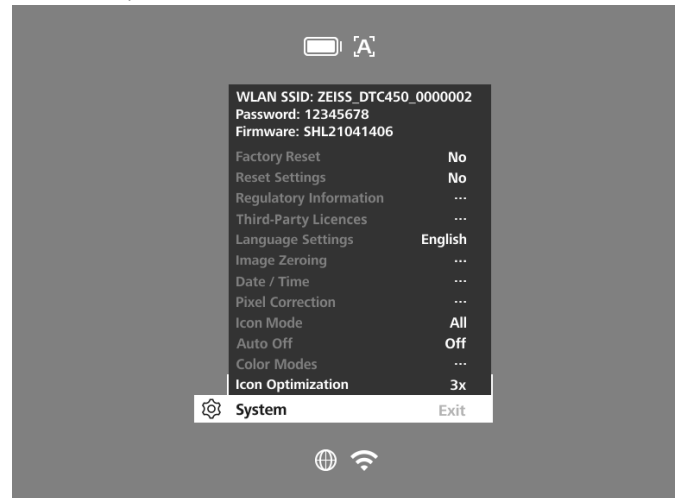 [A]
WLAN SSID: ZEISS_DTC450_0000002
Password: 12345678
Firmware: SHL21041406
Factory Reset No
Reset Settings No
Regulatory Information ...
Third-Party Licences ...
Language Settings English
Image Zeroing ...
Date / Time ...
Pixel Correction ...
Icon Mode All
Auto Off Off
Color Modes ...
Icon Optimization 3x
System Exit